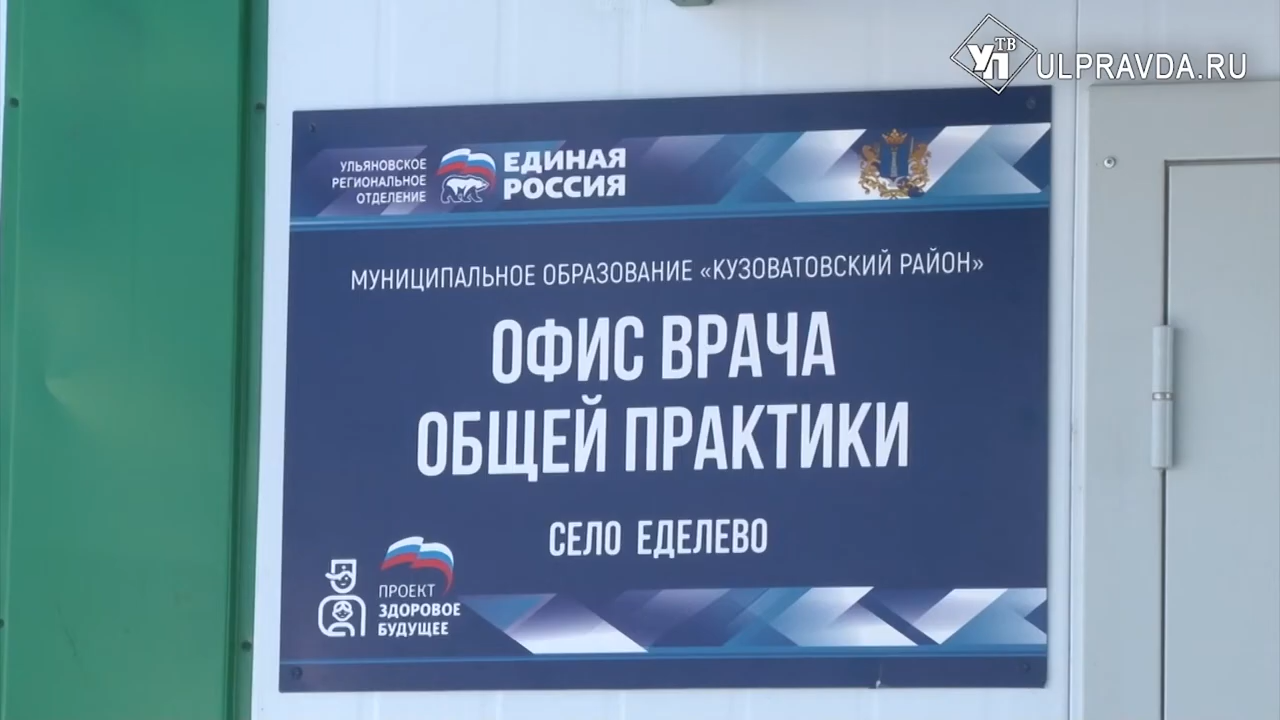 УП ТВ ULPRAVDA.RU
УЛЬЯНОВСКОЕ
РЕГИОНАЛЬНОЕ
ОТДЕЛЕНИЕ
ЕДИНАЯ
РОССИЯ
МУНИЦИПАЛЬНОЕ ОБРАЗОВАНИЕ «КУЗОВАТОВСКИЙ РАЙОН»
ОФИС ВРАЧА
ОБЩЕЙ ПРАКТИКИ
СЕЛО ЕДЕЛЕВО
ПРОЕКТ
ЗДОРОВОЕ
БУДУЩЕЕ